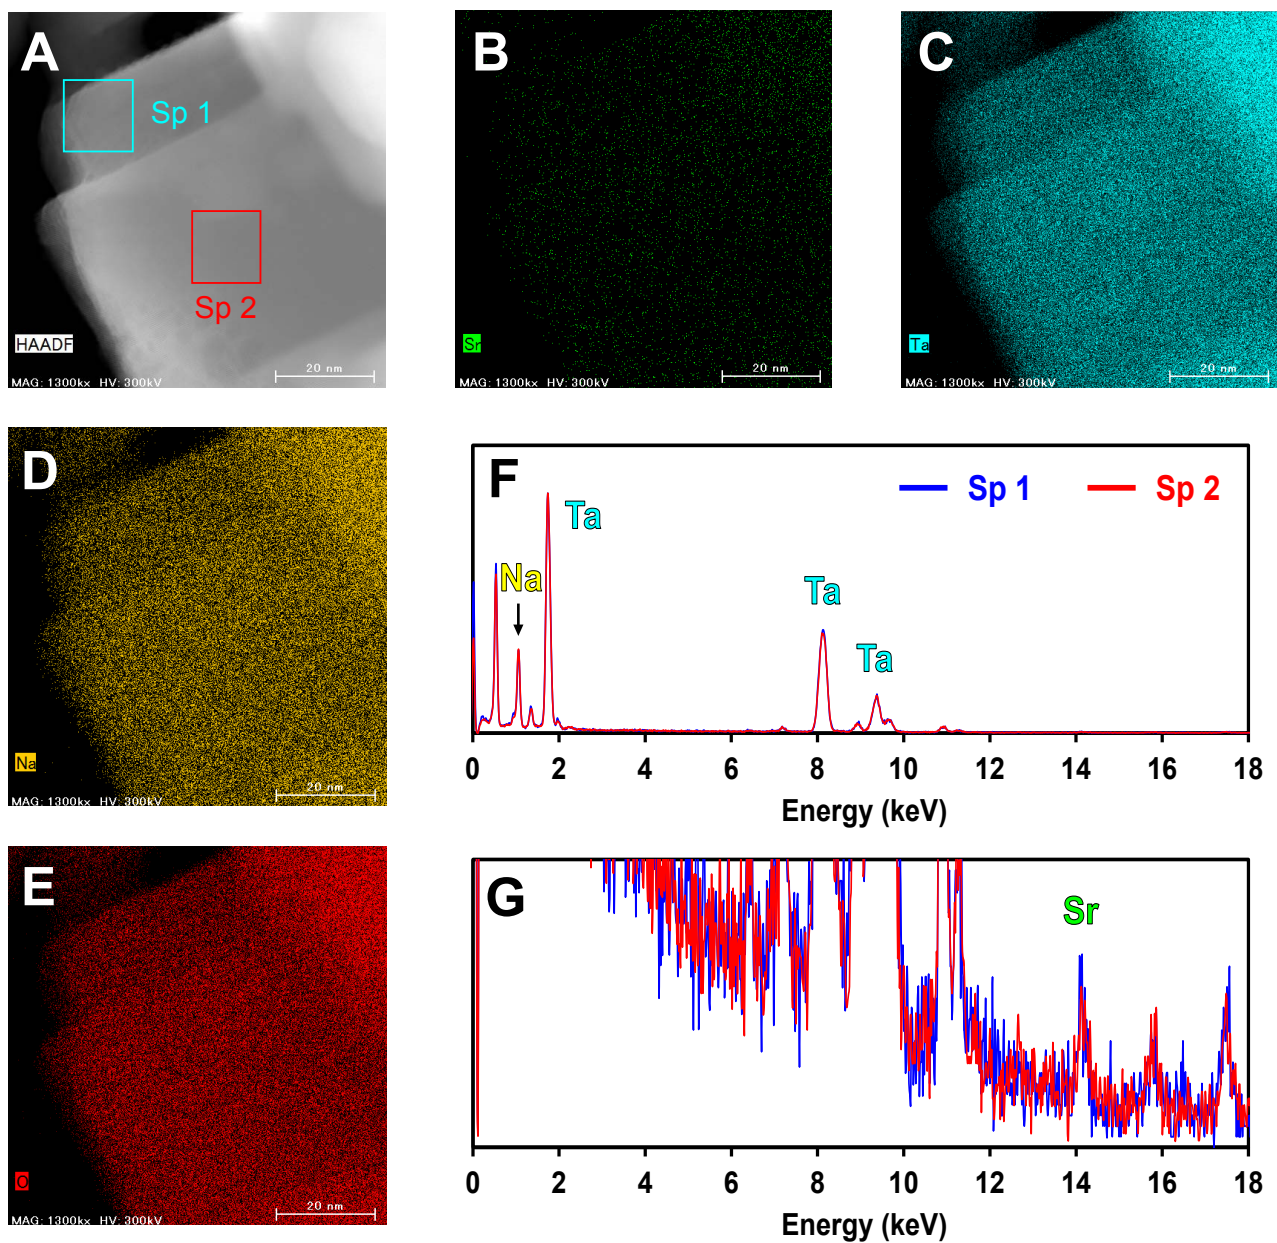 A
Sp 1
Sp 2
HAADF
20 nm
MAG: 1300kx HV: 300kV
B
Sr
20 nm
MAG: 1300kx HV: 300kV
C
Ta
20 nm
MAG: 1300kx HV: 300kV
D
Na
20 nm
MAG: 1300kx HV: 300kV
F
Sp 1 Sp 2
Ta
Na
Ta
Ta
0 2 4 6 8 10 12 14 16 18
Energy (keV)
E
O
20 nm
MAG: 1300kx HV: 300kV
G
Sr
0 2 4 6 8 10 12 14 16 18
Energy (keV)